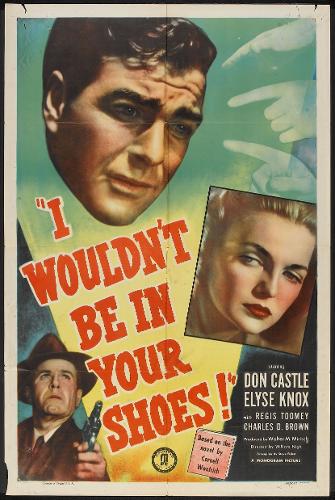 "I
WOULDN'T
BE IN
YOUR
SHOES!"
starring
DON CASTLE
ELYSE KNOX
with REGIS TOOMEY
CHARLES D. BROWN
Produced by Walter M. Mirisch
Directed by William Nigh
A MONOGRAM PICTURE
Based on the
novel by
Cornell
Woolrich